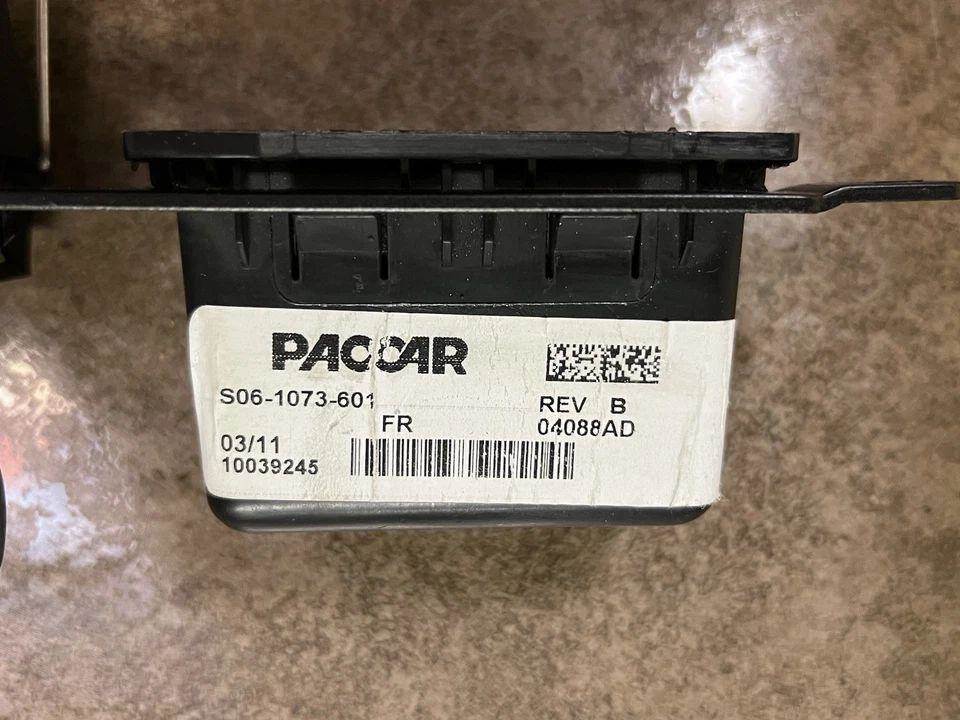 PACCAR
S06-1073-601
REV B
FR
04088AD
03/11
10039245